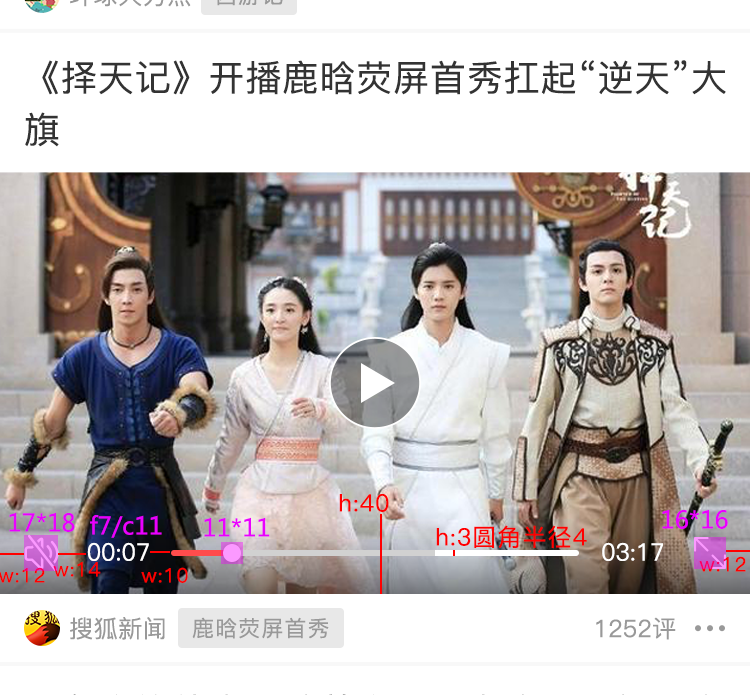 《择天记》开播鹿晗荧屏首秀扛起“逆天”大
旗
择天记
h:40
17*18 f7/c11 11*11 16*16
h:3圆角半径4
00:07 03:17
w:12 w:14 w:10 w:12
搜狐
搜狐新闻 鹿晗荧屏首秀 1252评